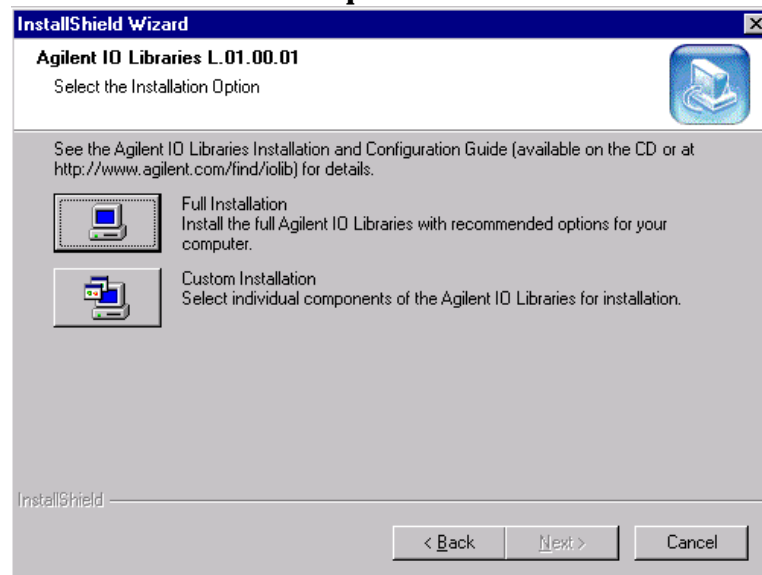 InstallShield Wizard
Agilent IO Libraries L.01.00.01
Select the Installation Option
See the Agilent IO Libraries Installation and Configuration Guide (available on the CD or at
http://www.agilent.com/find/iolib) for details.
Full Installation
Install the full Agilent IO Libraries with recommended options for your
computer.
Custom Installation
Select individual components of the Agilent IO Libraries for installation.
InstallShield
< Back
Next >
Cancel